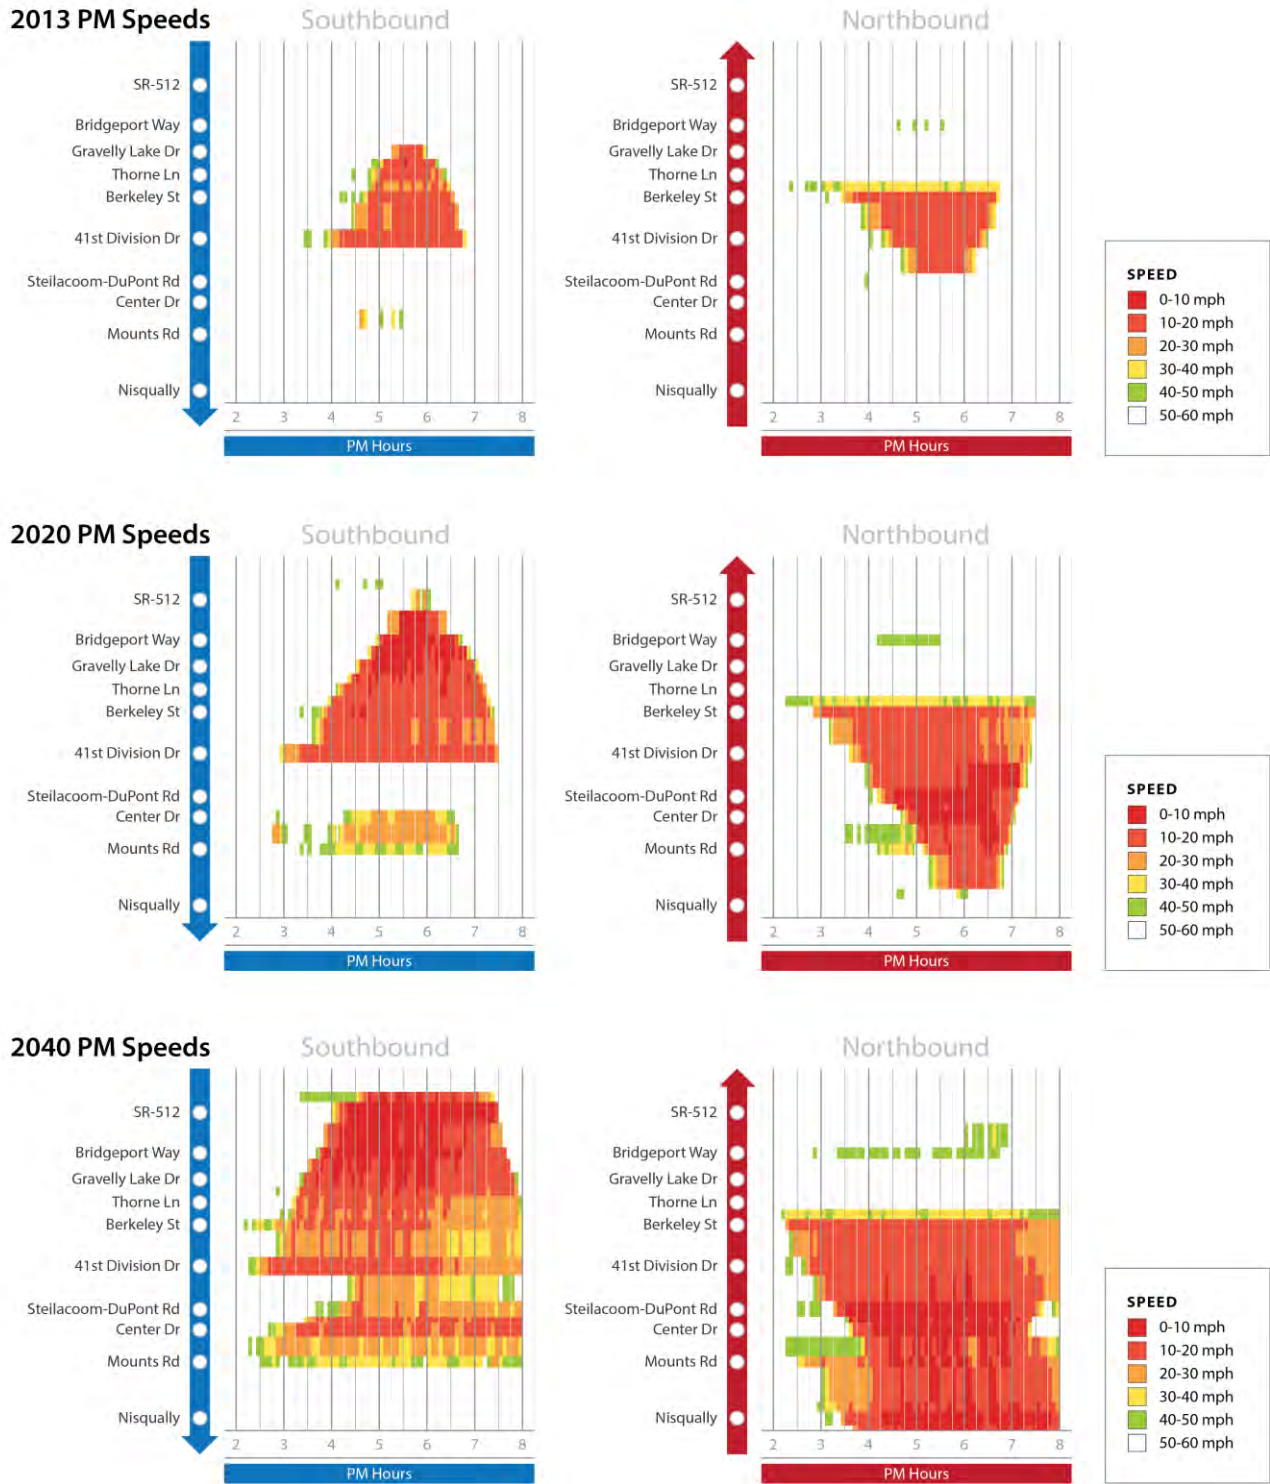 2013 PM Speeds
Southbound
Northbound
SR-512
Bridgeport Way
Gravelly Lake Dr
Thorne Ln
Berkeley St
41st Division Dr
Steilacoom-DuPont Rd
Center Dr
Mounts Rd
Nisqually
2 3 4 5 6 7 8
PM Hours
SR-512
Bridgeport Way
Gravelly Lake Dr
Thorne Ln
Berkeley St
41st Division Dr
Steilacoom-DuPont Rd
Center Dr
Mounts Rd
Nisqually
2 3 4 5 6 7 8
PM Hours
SPEED
0-10 mph
10-20 mph
20-30 mph
30-40 mph
40-50 mph
50-60 mph
2020 PM Speeds
Southbound
Northbound
SR-512
Bridgeport Way
Gravelly Lake Dr
Thorne Ln
Berkeley St
41st Division Dr
Steilacoom-DuPont Rd
Center Dr
Mounts Rd
Nisqually
2 3 4 5 6 7 8
PM Hours
SR-512
Bridgeport Way
Gravelly Lake Dr
Thorne Ln
Berkeley St
41st Division Dr
Steilacoom-DuPont Rd
Center Dr
Mounts Rd
Nisqually
2 3 4 5 6 7 8
PM Hours
SPEED
0-10 mph
10-20 mph
20-30 mph
30-40 mph
40-50 mph
50-60 mph
2040 PM Speeds
Southbound
Northbound
SR-512
Bridgeport Way
Gravelly Lake Dr
Thorne Ln
Berkeley St
41st Division Dr
Steilacoom-DuPont Rd
Center Dr
Mounts Rd
Nisqually
2 3 4 5 6 7 8
PM Hours
SR-512
Bridgeport Way
Gravelly Lake Dr
Thorne Ln
Berkeley St
41st Division Dr
Steilacoom-DuPont Rd
Center Dr
Mounts Rd
Nisqually
2 3 4 5 6 7 8
PM Hours
SPEED
0-10 mph
10-20 mph
20-30 mph
30-40 mph
40-50 mph
50-60 mph